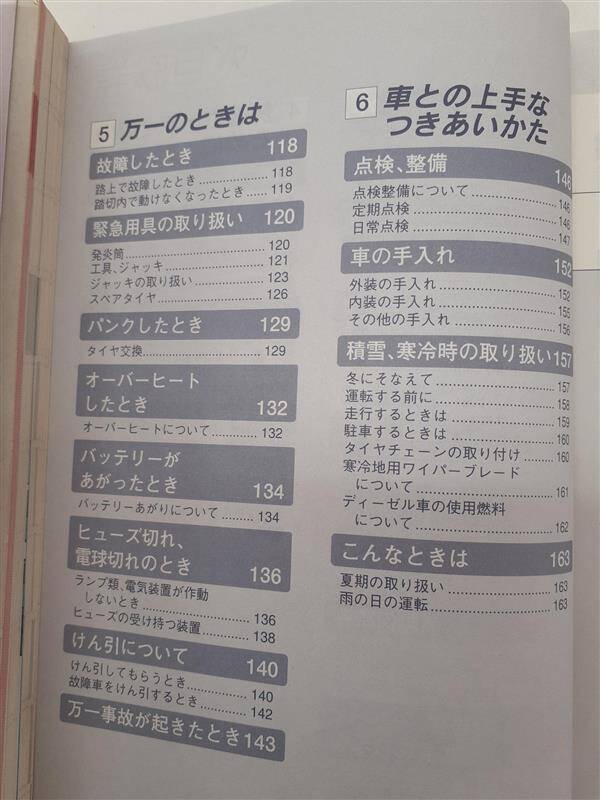 5 万一のときは
故障したとき 118
路上で故障したとき 118
踏切内で動けなくなったとき 119
緊急用具の取り扱い 120
発炎筒 120
工具、ジャッキ 121
ジャッキの取り扱い 123
スペアタイヤ 126
パンクしたとき 129
タイヤ交換 129
オーバーヒート
したとき 132
オーバーヒートについて 132
バッテリーが
あがったとき 134
バッテリーあがりについて 134
ヒューズ切れ、
電球切れのとき 136
ランプ類、電気装置が作動
しないとき 136
ヒューズの受け持つ装置 138
けん引について 140
けん引してもらうとき 140
故障車をけん引するとき 142
万一事故が起きたとき 143
6 車との上手な
つきあいかた
点検、整備 146
点検整備について 146
定期点検 146
日常点検 147
車の手入れ 152
外装の手入れ 152
内装の手入れ 155
その他の手入れ 156
積雪、寒冷時の取り扱い 157
冬にそなえて 157
運転する前に 158
走行するときは 159
駐車するときは 160
タイヤチェーンの取り付け 160
寒冷地用ワイパーブレード
について 161
ディーゼル車の使用燃料
について 162
こんなときは 163
夏期の取り扱い 163
雨の日の運転 163